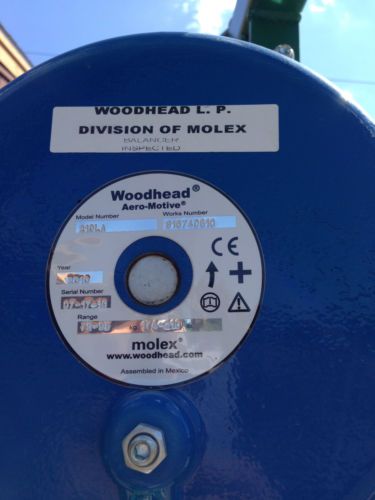 WOODHEAD L. P.
DIVISION OF MOLEX
BALANCER
INSPECTED
Woodhead®
Aero-Motive®
Model Number
Works Number
Year
Serial Number
Range
KG
molex®
www.woodhead.com
Assembled in Mexico
CE